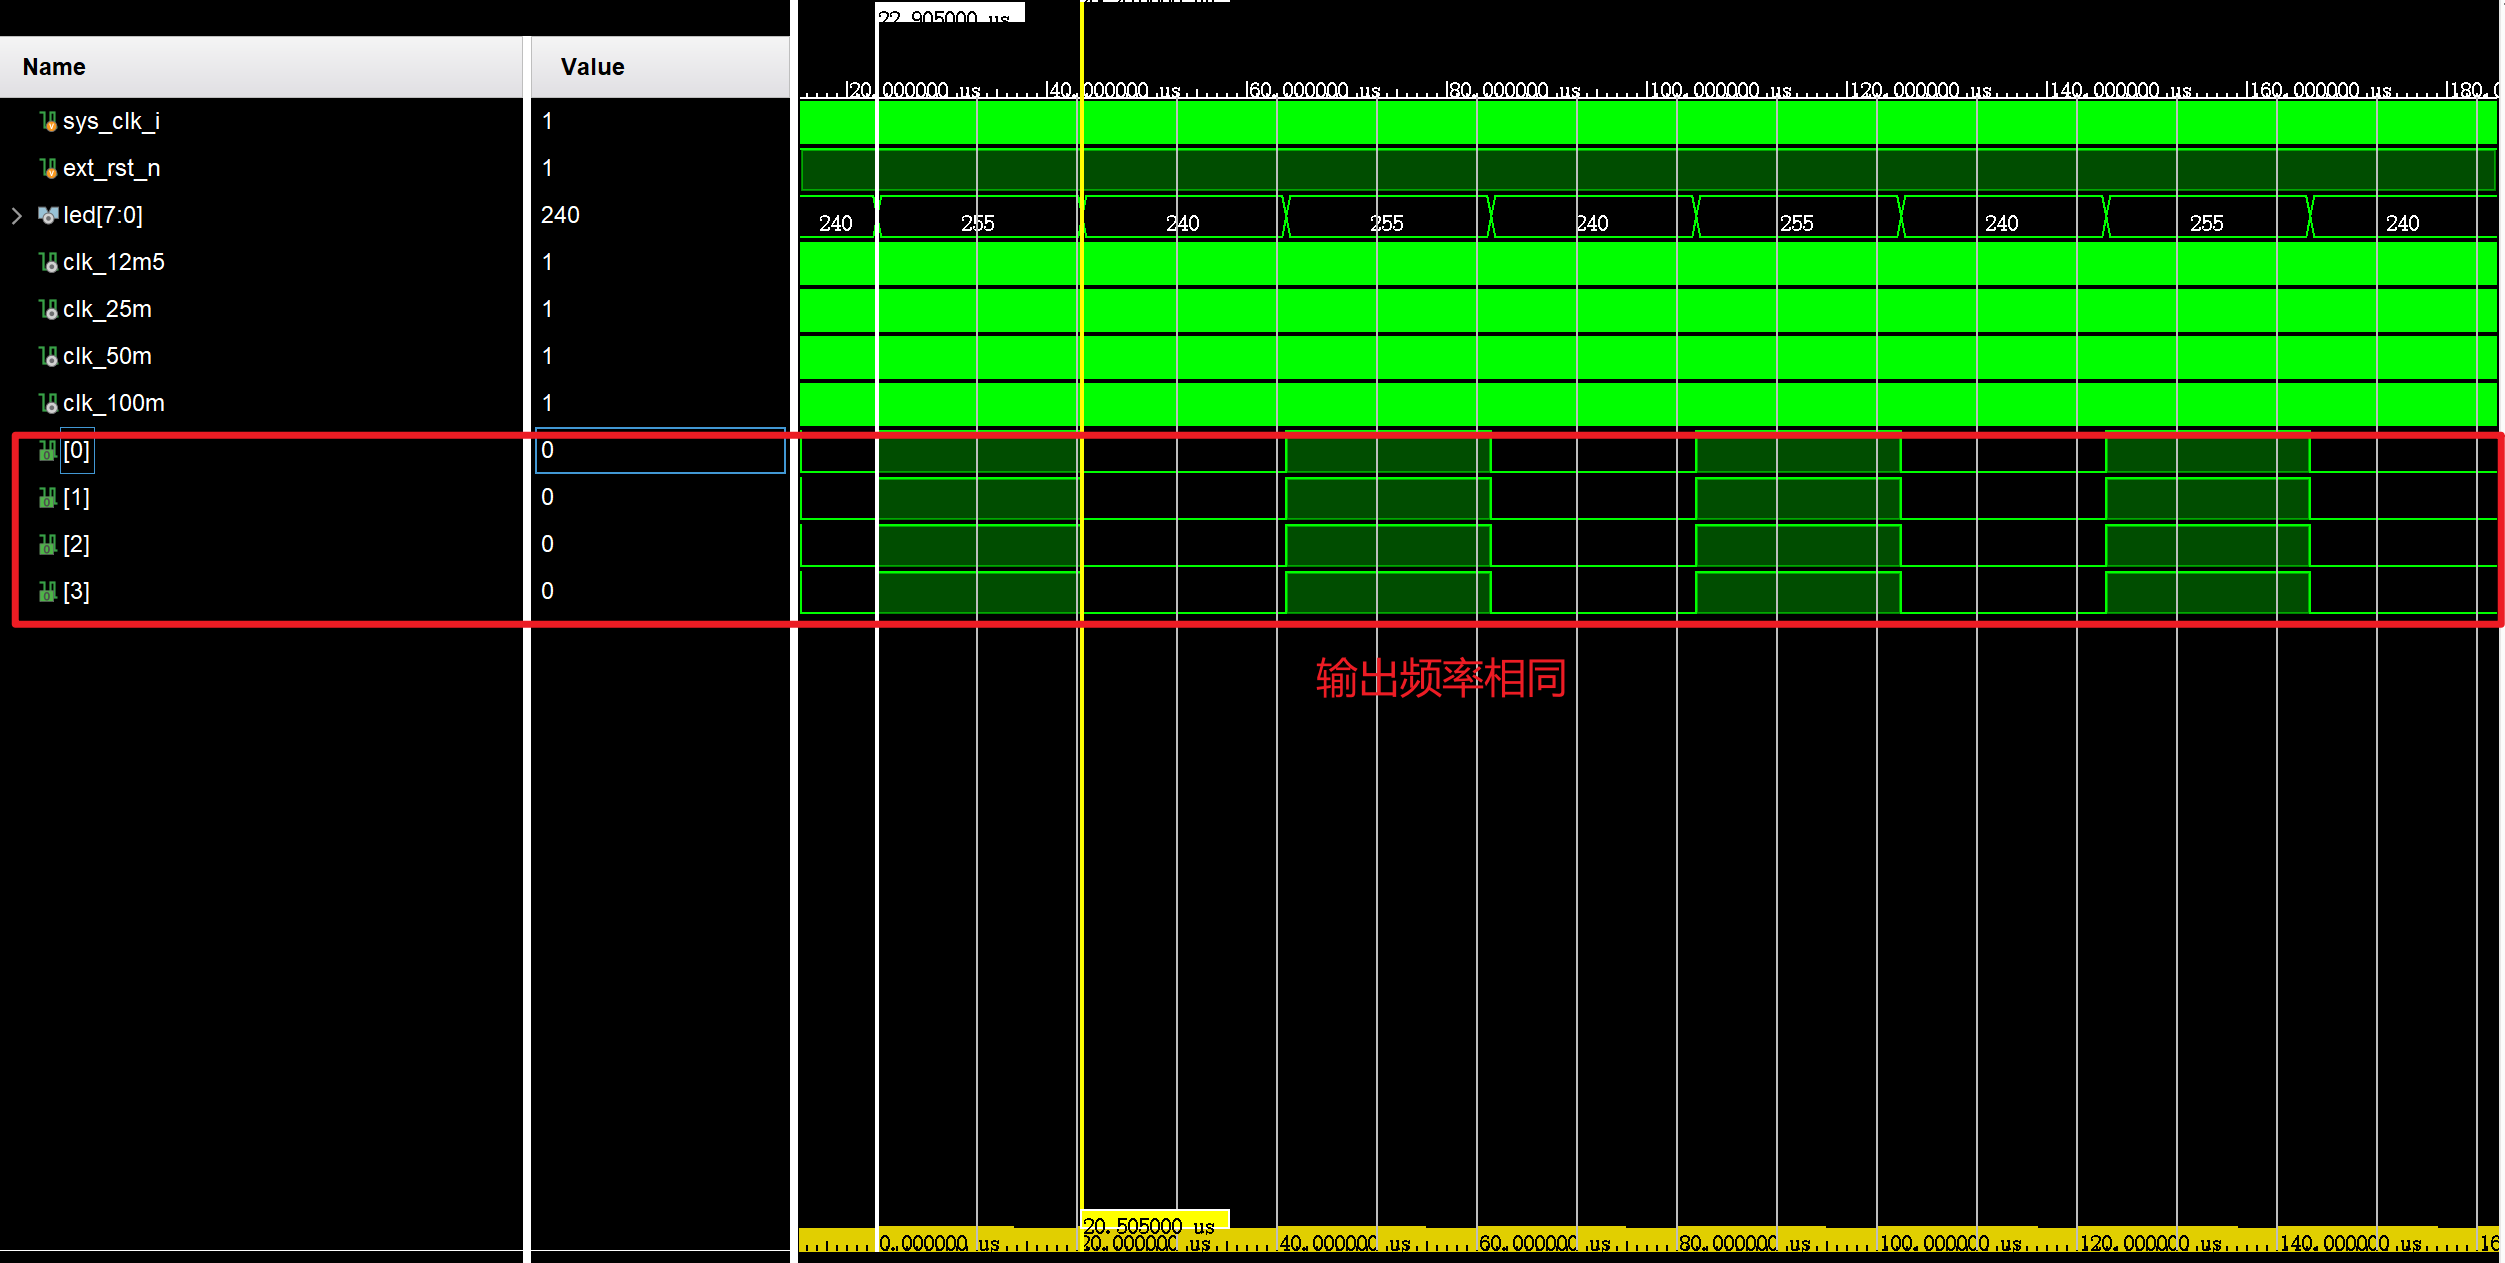 22.905000 us
Name
Value
20.000000 us
40.000000 us
60.000000 us
80.000000 us
100.000000 us
120.000000 us
140.000000 us
160.000000 us
180.0
sys_clk_i
1
ext_rst_n
1
led[7:0]
240
240
255
240
255
240
255
240
255
240
clk_12m5
1
clk_25m
1
clk_50m
1
clk_100m
1
[0]
0
[1]
0
[2]
0
[3]
0
输出频率相同
20.505000 us
0.000000 us
20.000000 us
40.000000 us
60.000000 us
80.000000 us
100.000000 us
120.000000 us
140.000000 us
16